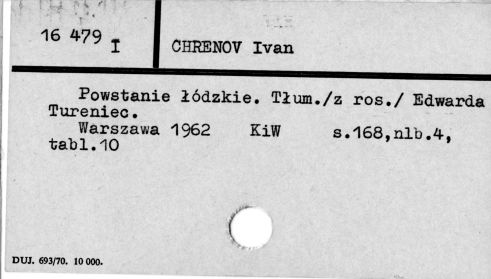 16 479 I
CHRENOV Ivan
Powstanie łódzkie. Tłum./z ros./ Edwarda
Tureniec.
Warszawa 1962 KiW s.168,nlb.4,
tabl.10
DUJ. 693/70. 10 000.